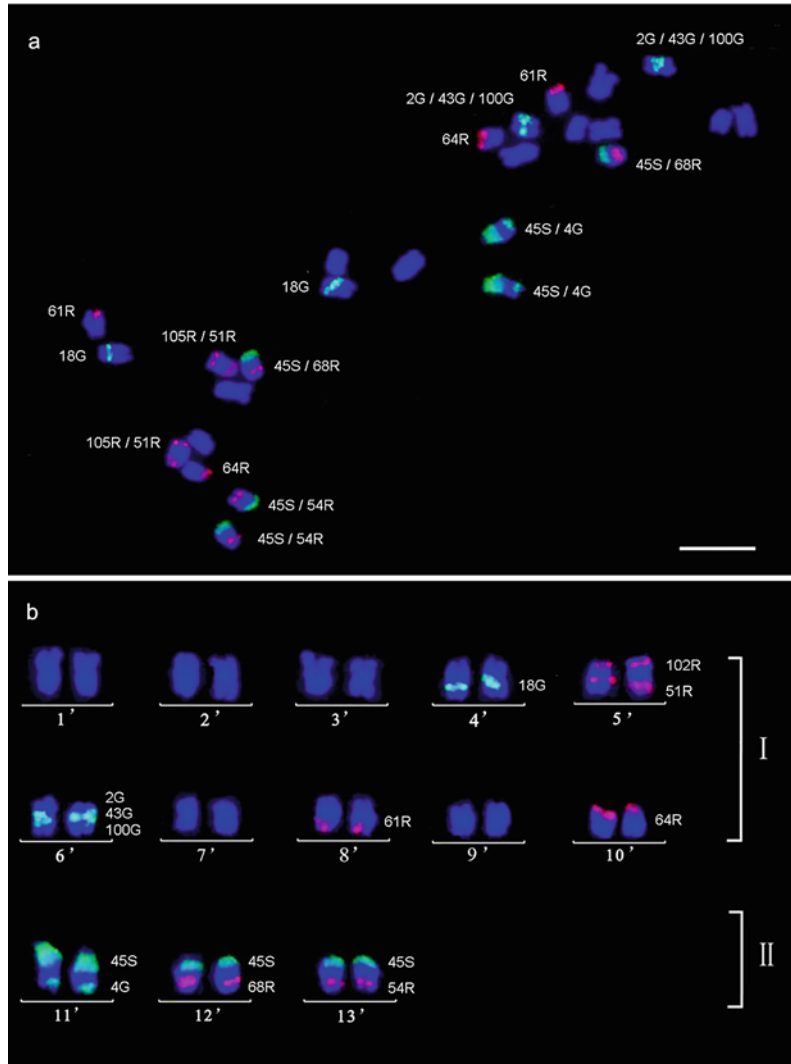 a
2G / 43G / 100G
61R
2G / 43G / 100G
64R
45S / 68R
45S / 4G
18G
45S / 4G
61R
105R / 51R
18G
45S / 68R
105R / 51R
64R
45S / 54R
45S / 54R
b
18G
102R
51R
1’ 2’ 3’ 4’ 5’
I
2G
43G
100G
61R
64R
6’ 7’ 8’ 9’ 10’
45S 45S 45S
4G 68R 54R
11’ 12’ 13’
II